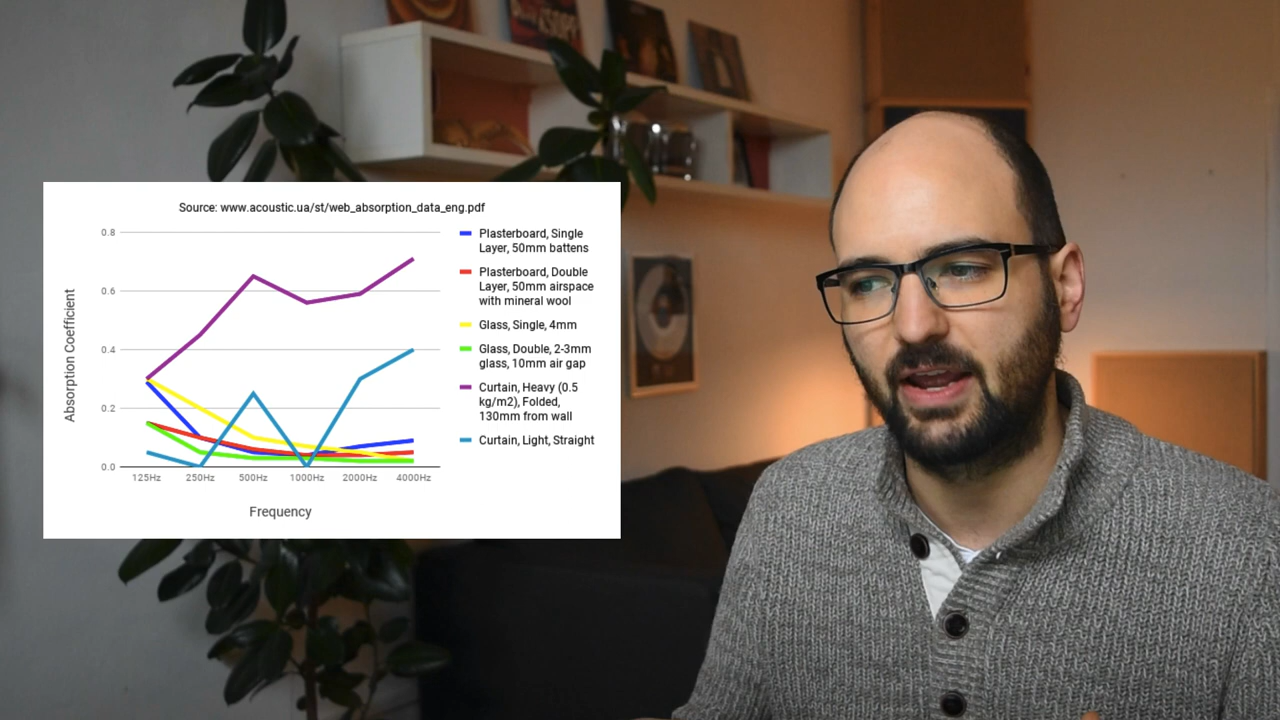 Source: www.acoustic.ua/st/web_absorption_data_eng.pdf
0.8
0.6
0.4
0.2
0.0
Absorption Coefficient
125Hz 250Hz 500Hz 1000Hz 2000Hz 4000Hz
Frequency
Plasterboard, Single
Layer, 50mm battens
Plasterboard, Double
Layer, 50mm airspace
with mineral wool
Glass, Single, 4mm
Glass, Double, 2-3mm
glass, 10mm air gap
Curtain, Heavy (0.5
kg/m2), Folded,
130mm from wall
Curtain, Light, Straight